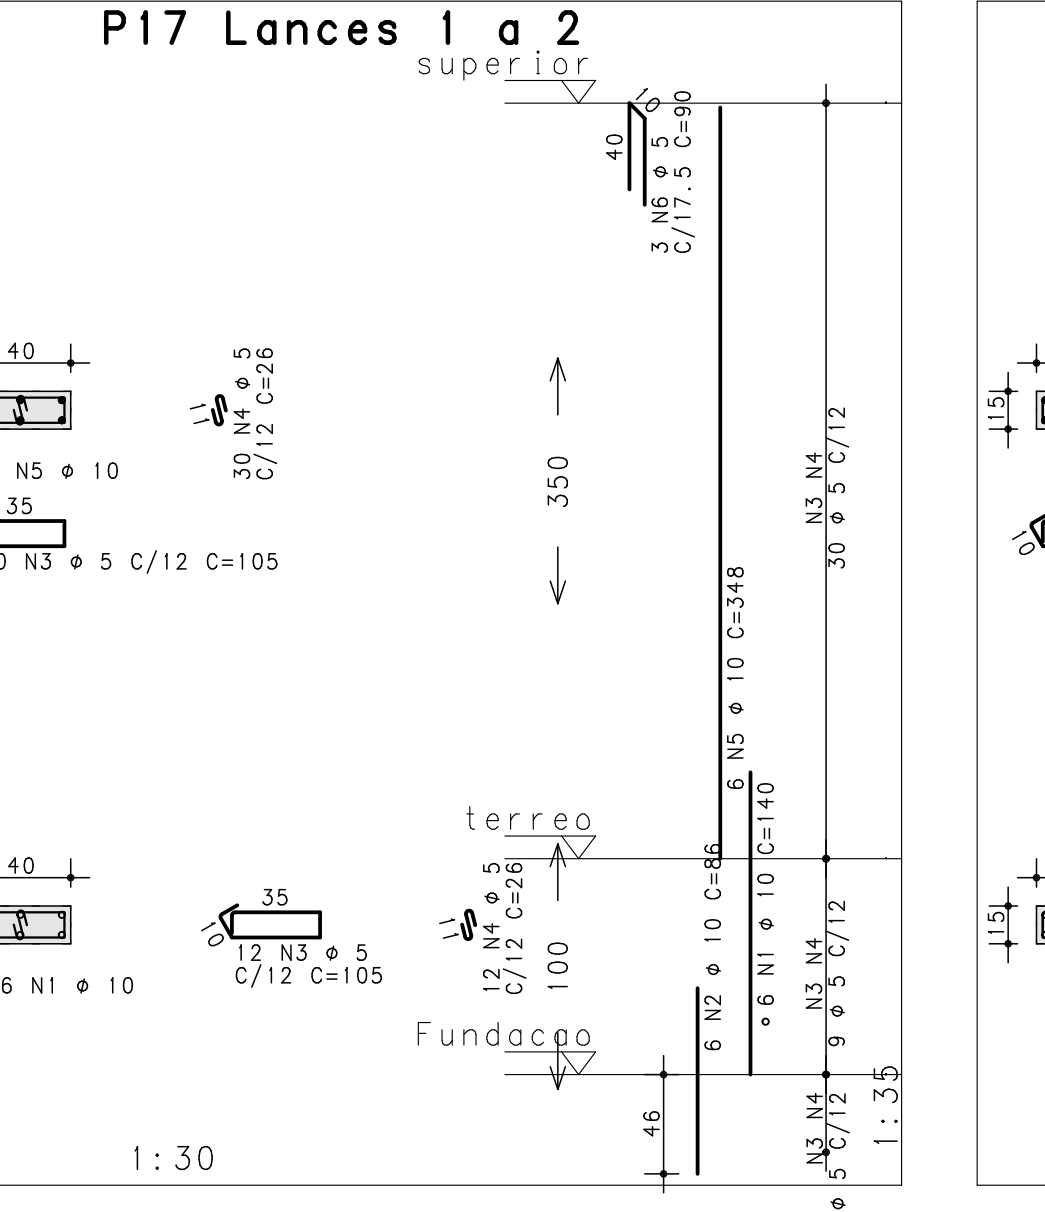 P17 Lances 1 a 2
superior
10
40
3 N6 φ 5
C/17.5 C=90
40
11
30 N4 φ 5
C/12 C=26
N5 φ 10
35
N3 φ 5 C/12 C=105
350
N3 N4
30 φ 5 C/12
6 N5 φ 10 C=348
15
10
terreo
40
35
10
12 N3 φ 5
C/12 C=105
11
12 N4 φ 5
C/12 C=26
100
6 N2 φ 10 C=86
6 N1 φ 10 C=140
N3 N4
9 φ 5 C/12
15
6 N1 φ 10
Fundacao
46
N3 N4
φ 5 C/12
1:35
1:30